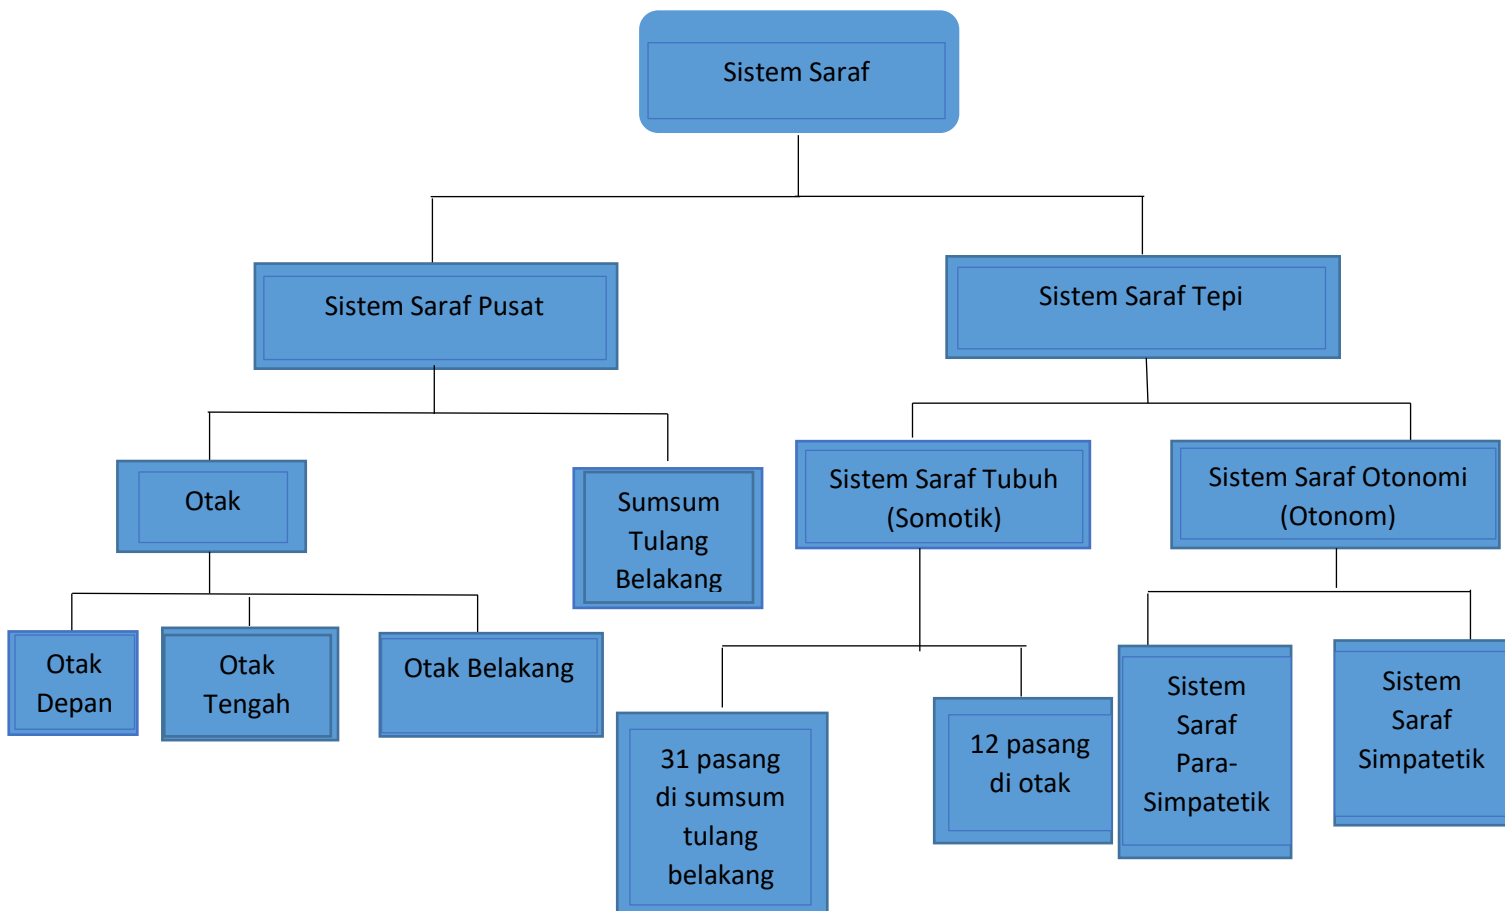 Sistem Saraf
Sistem Saraf Pusat
Sistem Saraf Tepi
Otak
Sumsum
Tulang
Belakang
Sistem Saraf Tubuh
(Somotik)
Sistem Saraf Otonomi
(Otonom)
Otak
Depan
Otak
Tengah
Otak Belakang
31 pasang
di sumsum
tulang
belakang
12 pasang
di otak
Sistem
Saraf
Para-
Simpatetik
Sistem
Saraf
Simpatetik